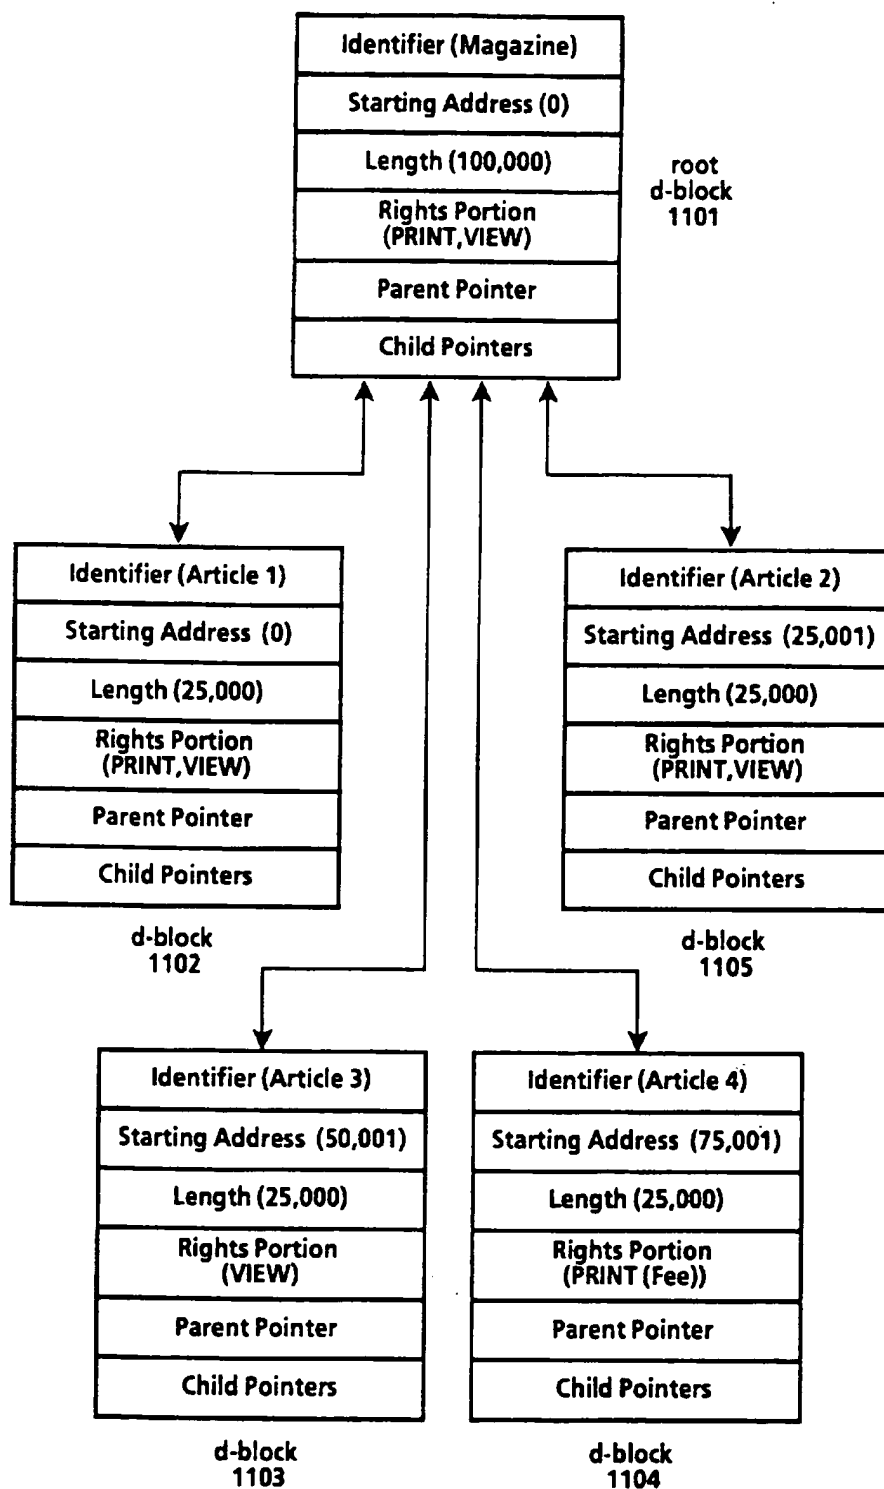 Identifier (Magazine)
Starting Address (0)
Length (100,000)
Rights Portion
(PRINT,VIEW)
Parent Pointer
Child Pointers
root
d-block
1101
Identifier (Article 1)
Starting Address (0)
Length (25,000)
Rights Portion
(PRINT,VIEW)
Parent Pointer
Child Pointers
d-block
1102
Identifier (Article 2)
Starting Address (25,001)
Length (25,000)
Rights Portion
(PRINT,VIEW)
Parent Pointer
Child Pointers
d-block
1105
Identifier (Article 3)
Starting Address (50,001)
Length (25,000)
Rights Portion
(VIEW)
Parent Pointer
Child Pointers
d-block
1103
Identifier (Article 4)
Starting Address (75,001)
Length (25,000)
Rights Portion
(PRINT (Fee))
Parent Pointer
Child Pointers
d-block
1104